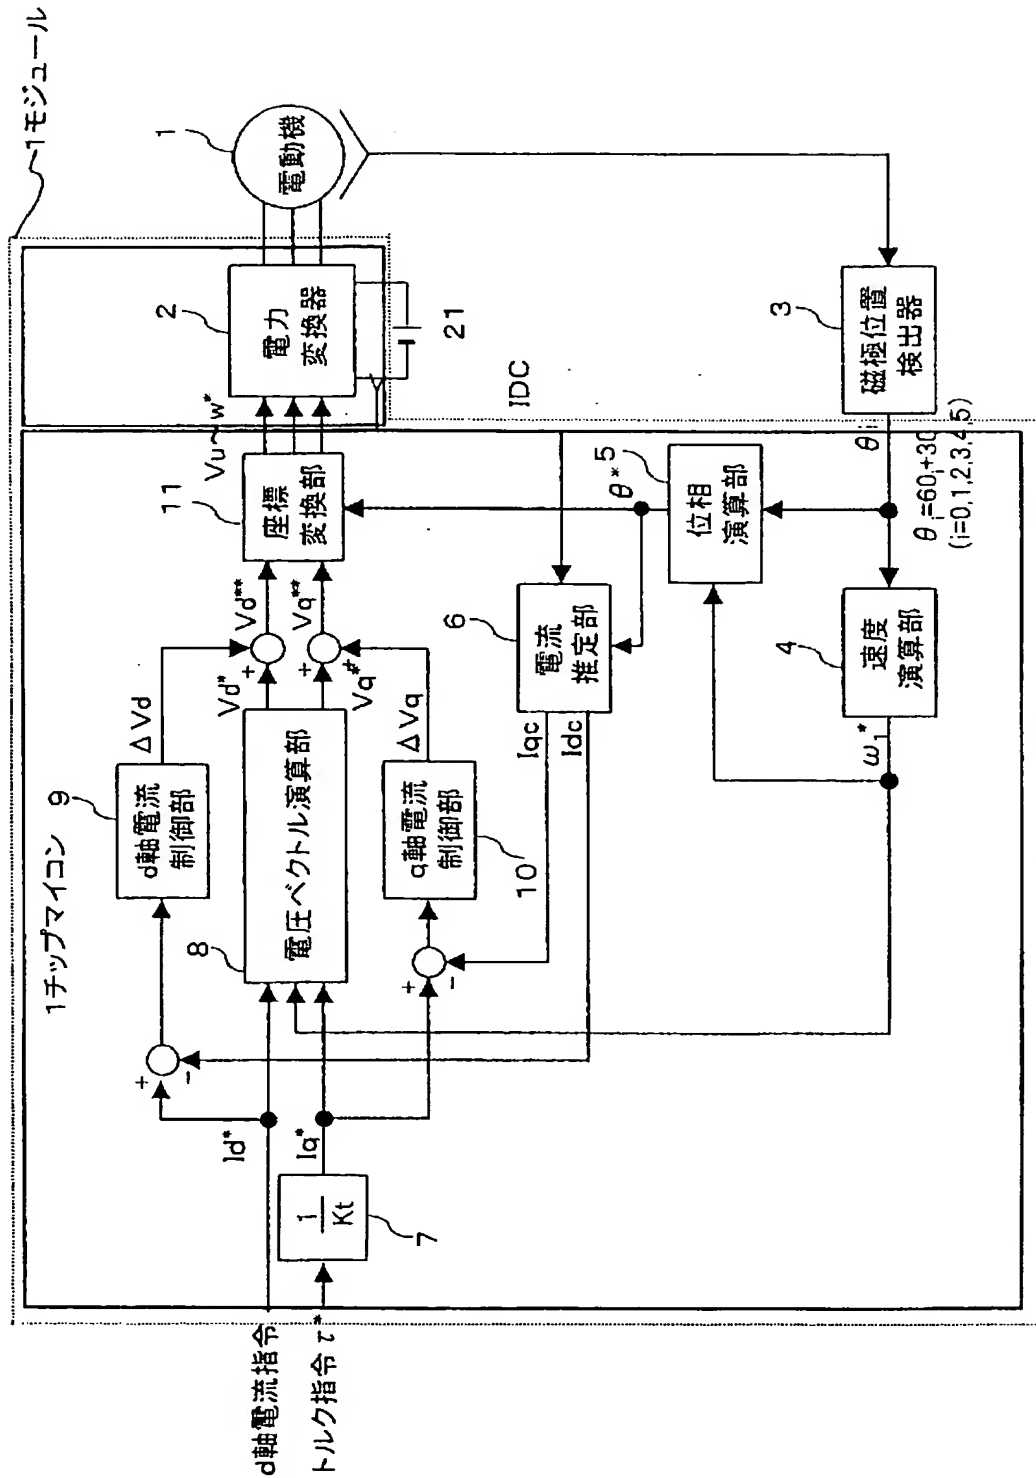 1モジュール
1チップマイコン
d軸電流指令
トルク指令 τ*
Id*
Iq*
1
Kt
7
+
-
9
d軸電流
制御部
ΔVd
8
電圧ベクトル演算部
Vd*
Vq*
+
+
Vd**
Vq**
+
-
q軸電流
制御部
10
ΔVq
11
座標
変換部
Vu～w*
2
電力
変換器
21
1
電動機
IDC
6
電流
推定部
Iqc
Idc
θ*
5
位相
演算部
4
速度
演算部
ω1*
3
磁極位置
検出器
θi
θi=60i+30
(i=0,1,2,3,4,5)